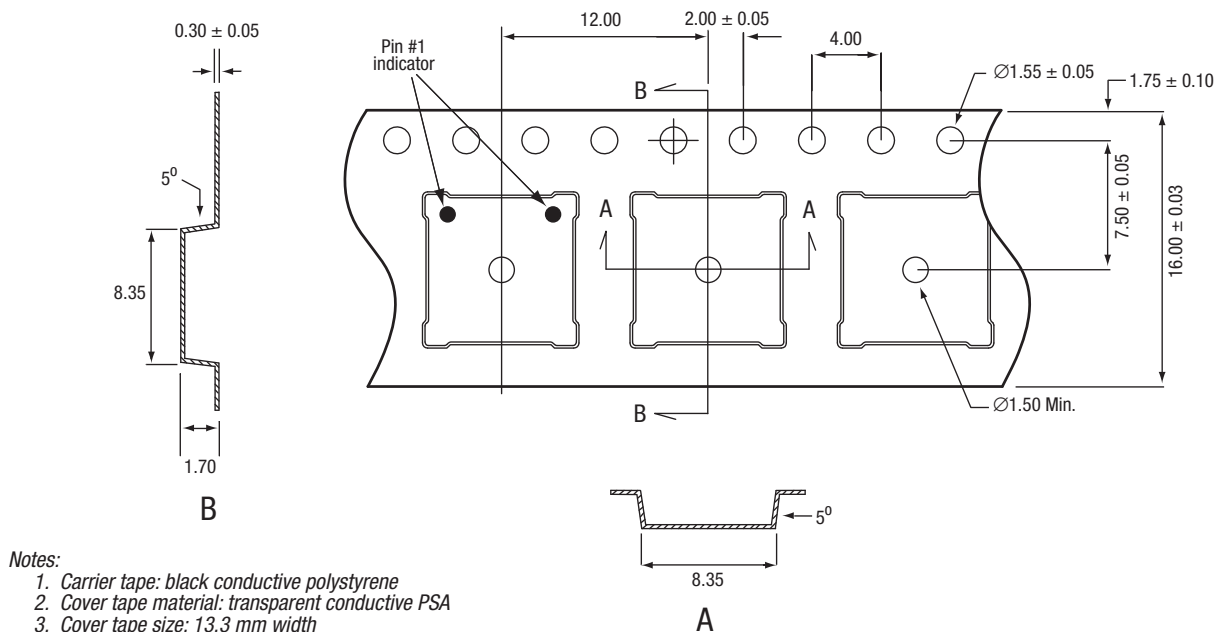 0.30 ± 0.05
12.00
2.00 ± 0.05
4.00
Pin #1
indicator
Ø1.55 ± 0.05
1.75 ± 0.10
B
5⁰
A
A
7.50 ± 0.05
16.00 ± 0.03
8.35
B
Ø1.50 Min.
1.70
B
5⁰
8.35
A
Notes:
1. Carrier tape: black conductive polystyrene
2. Cover tape material: transparent conductive PSA
3. Cover tape size: 13.3 mm width